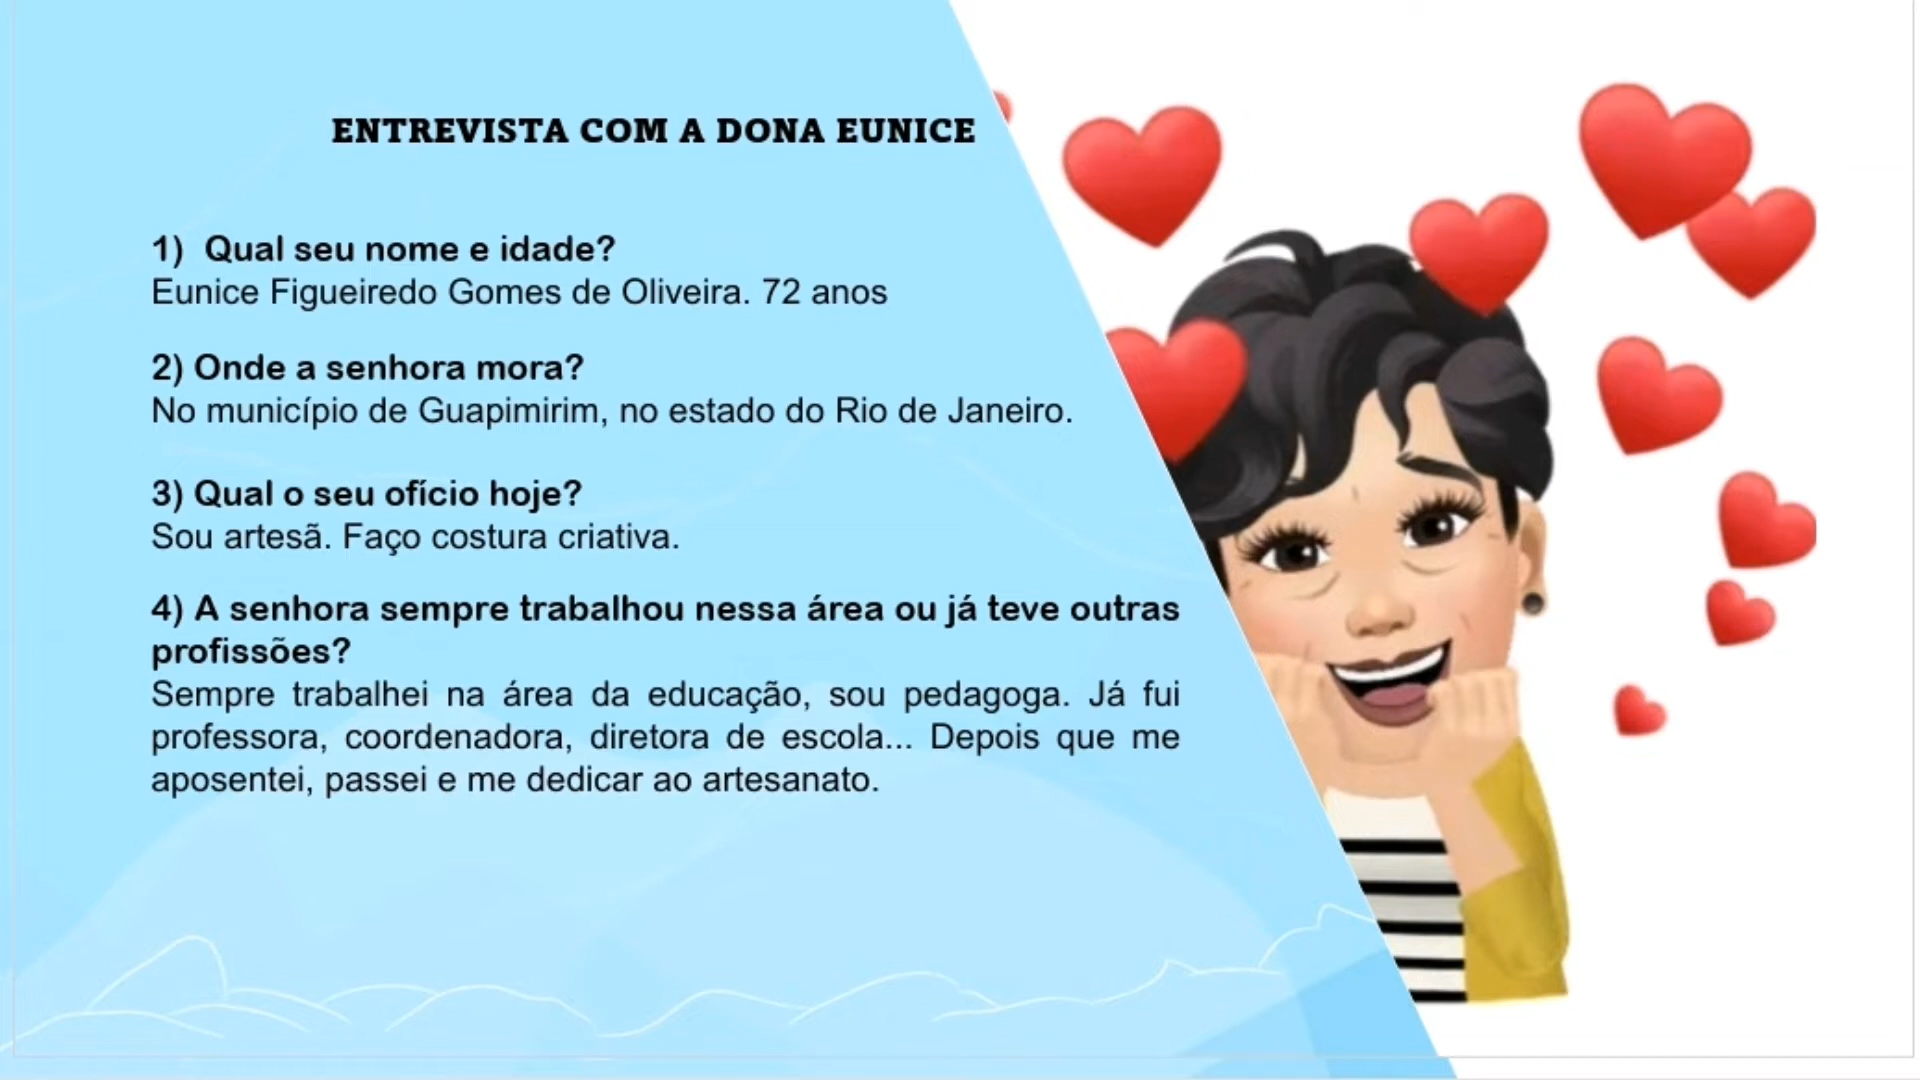 ENTREVISTA COM A DONA EUNICE
1) Qual seu nome e idade?
Eunice Figueiredo Gomes de Oliveira. 72 anos
2) Onde a senhora mora?
No município de Guapimirim, no estado do Rio de Janeiro.
3) Qual o seu ofício hoje?
Sou artesã. Faço costura criativa.
4) A senhora sempre trabalhou nessa área ou já teve outras
profissões?
Sempre trabalhei na área da educação, sou pedagoga. Já fui
professora, coordenadora, diretora de escola... Depois que me
aposentei, passei e me dedicar ao artesanato.